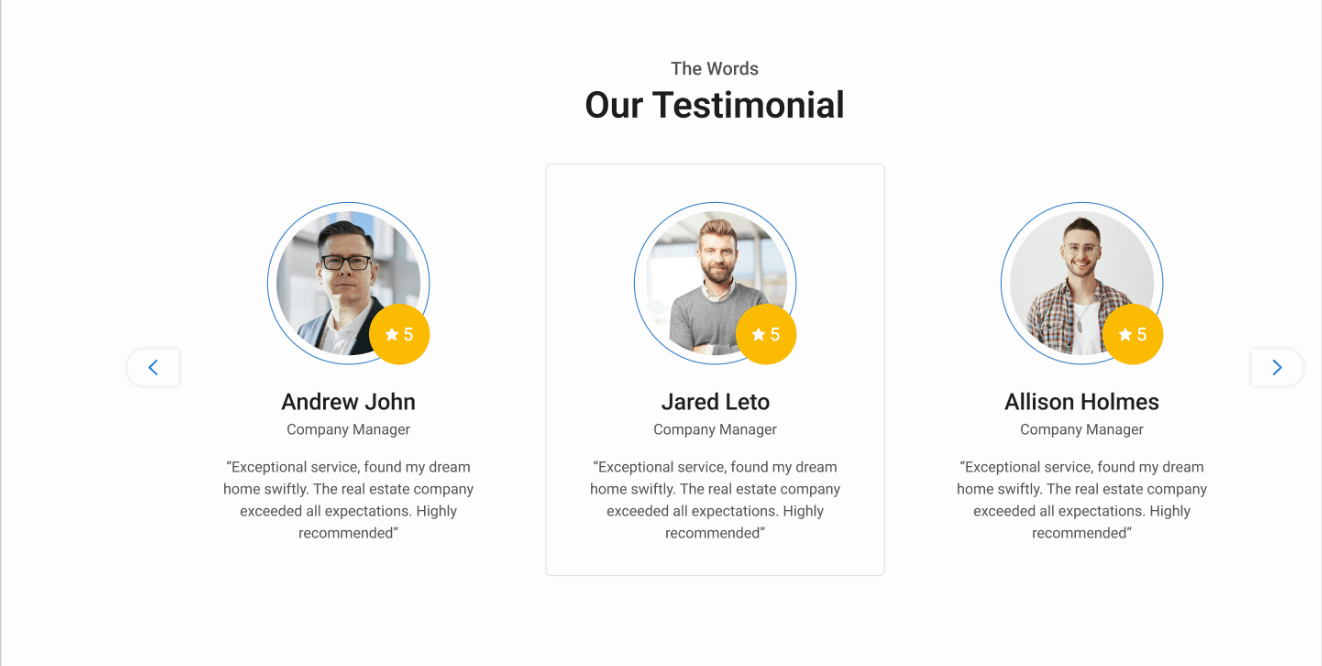 The Words
Our Testimonial
5
5
5
Andrew John
Jared Leto
Allison Holmes
Company Manager
Company Manager
Company Manager
“Exceptional service, found my dream
home swiftly. The real estate company
exceeded all expectations. Highly
recommended”
“Exceptional service, found my dream
home swiftly. The real estate company
exceeded all expectations. Highly
recommended”
“Exceptional service, found my dream
home swiftly. The real estate company
exceeded all expectations. Highly
recommended”